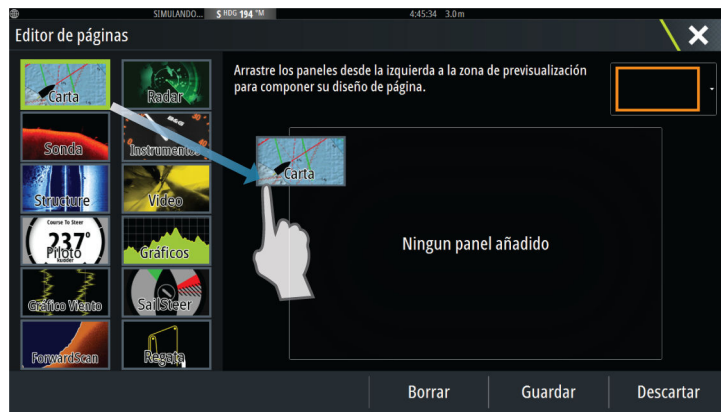 SIMULANDO... S HDG 194 °M 4:45:34 3.0 m
Editor de páginas
Arrastre los paneles desde la izquierda a la zona de previsualización
para componer su diseño de página.
Carta Radar
Sonda Instrumentos
Carta
Structure Video
Course To Steer
237°
Piloto Gráficos
Rudder
Ningun panel añadido
Gráfico Viento SailSteer
ForwardScan Regata
Borrar Guardar Descartar